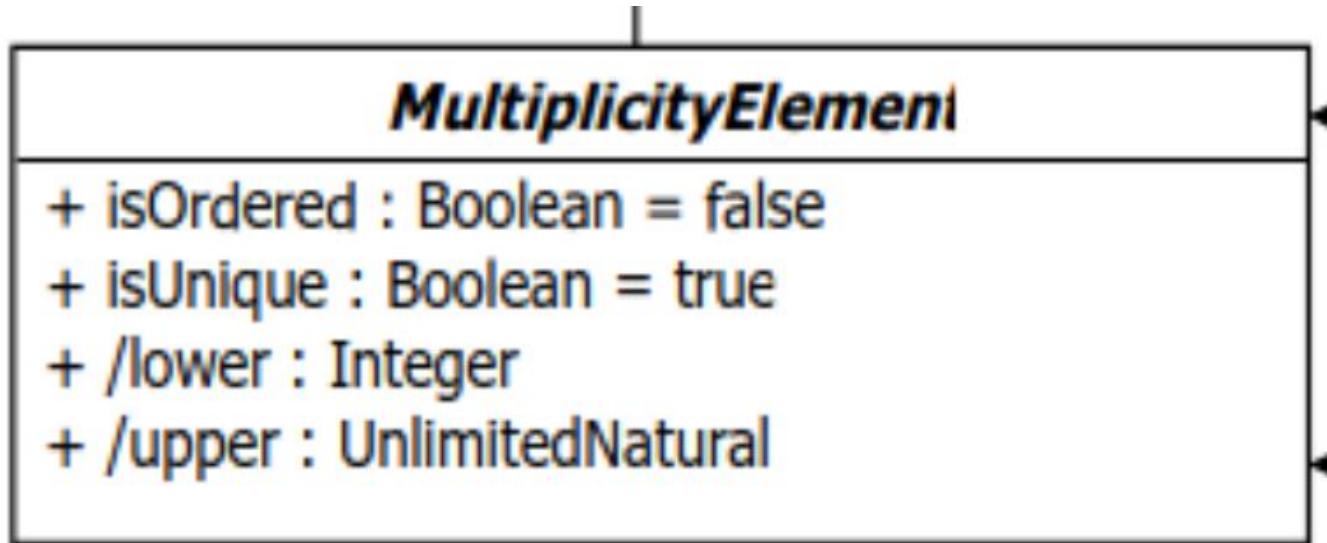 MultiplicityElement
+ isOrdered : Boolean = false
+ isUnique : Boolean = true
+ /lower : Integer
+ /upper : UnlimitedNatural